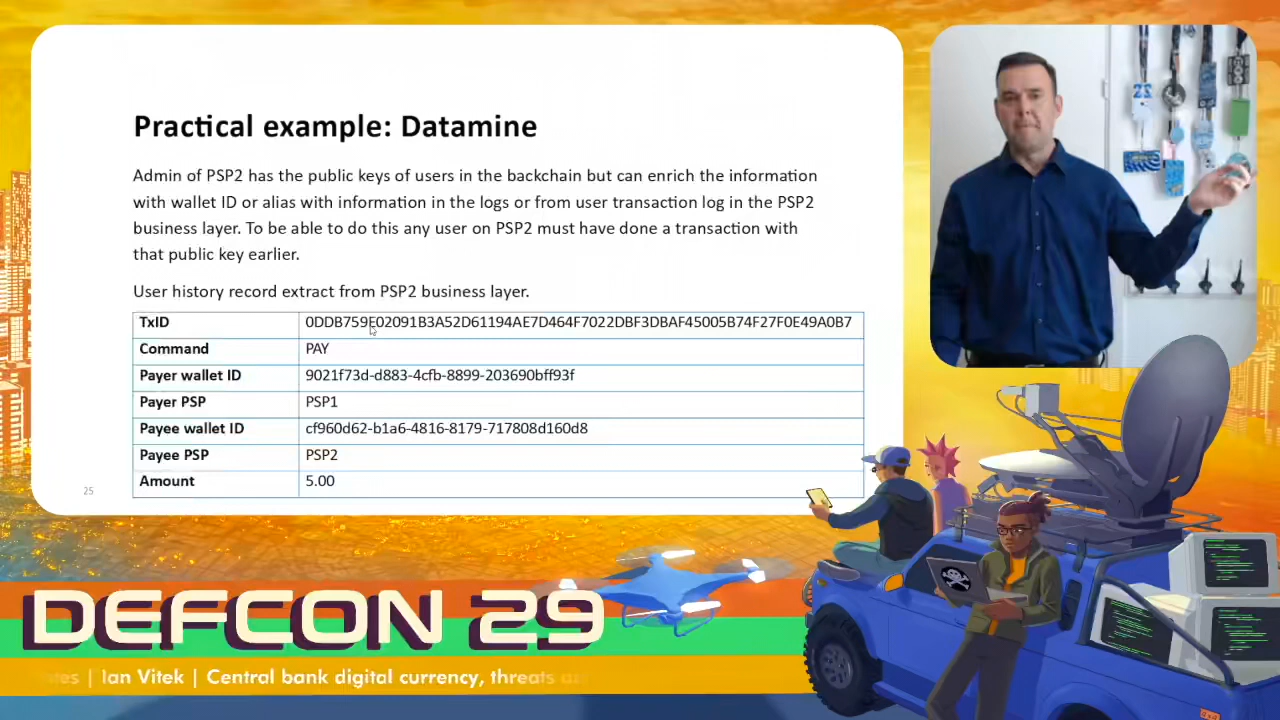 Practical example: Datamine
Admin of PSP2 has the public keys of users in the backchain but can enrich the information
with wallet ID or alias with information in the logs or from user transaction log in the PSP2
business layer. To be able to do this any user on PSP2 must have done a transaction with
that public key earlier.
User history record extract from PSP2 business layer.
TxID 0DDB759E02091B3A52D61194AE7D464F7022DBF3DBAF45005B74F27F0E49A0B7
Command PAY
Payer wallet ID 9021f73d-d883-4cfb-8899-203690bff93f
Payer PSP PSP1
Payee wallet ID cf960d62-b1a6-4816-8179-717808d160d8
Payee PSP PSP2
Amount 5.00
25
DEFCON 29
| Ian Vitek | Central bank digital currency, threats